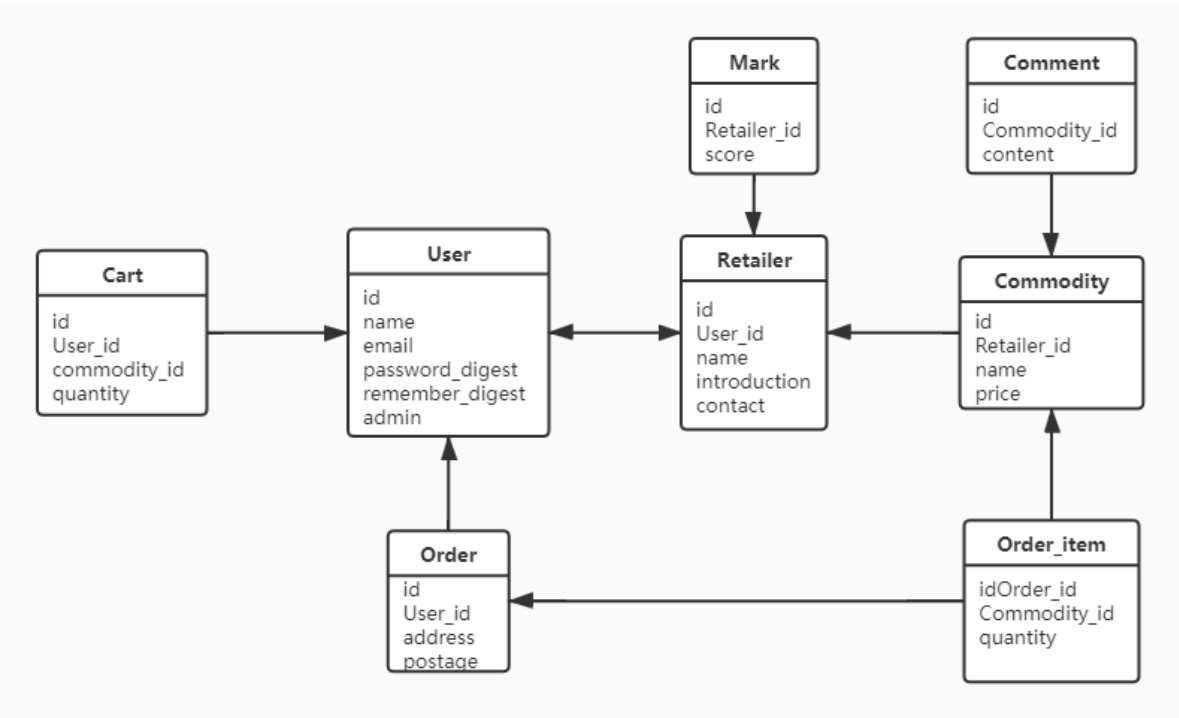 Mark
id
Retailer_id
score
Comment
id
Commodity_id
content
Cart
id
User_id
commodity_id
quantity
User
id
name
email
password_digest
remember_digest
admin
Retailer
id
User_id
name
introduction
contact
Commodity
id
Retailer_id
name
price
Order
id
User_id
address
postage
Order_item
idOrder_id
Commodity_id
quantity